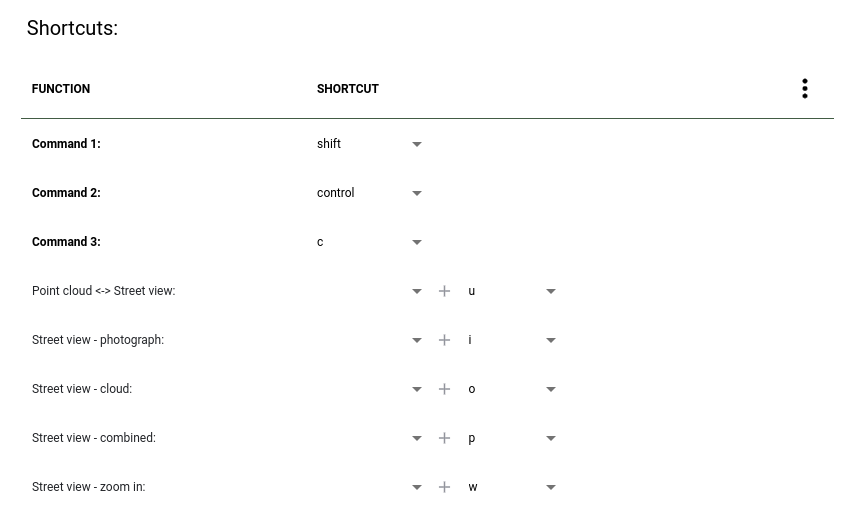 Shortcuts:
FUNCTION SHORTCUT
Command 1: shift
Command 2: control
Command 3: c
Point cloud <-> Street view: + u
Street view - photograph: + i
Street view - cloud: + o
Street view - combined: + p
Street view - zoom in: + w